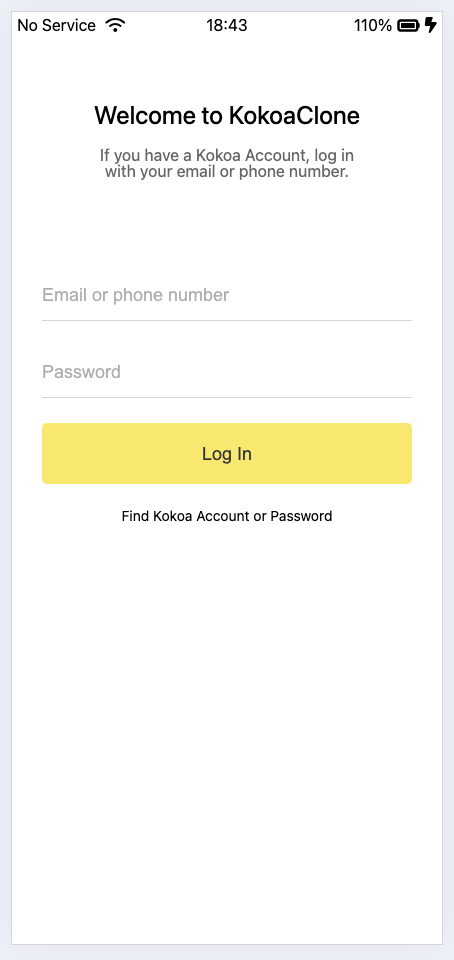 No Service 18:43 110%
Welcome to KokoaClone
If you have a Kokoa Account, log in
with your email or phone number.
Email or phone number
Password
Log In
Find Kokoa Account or Password